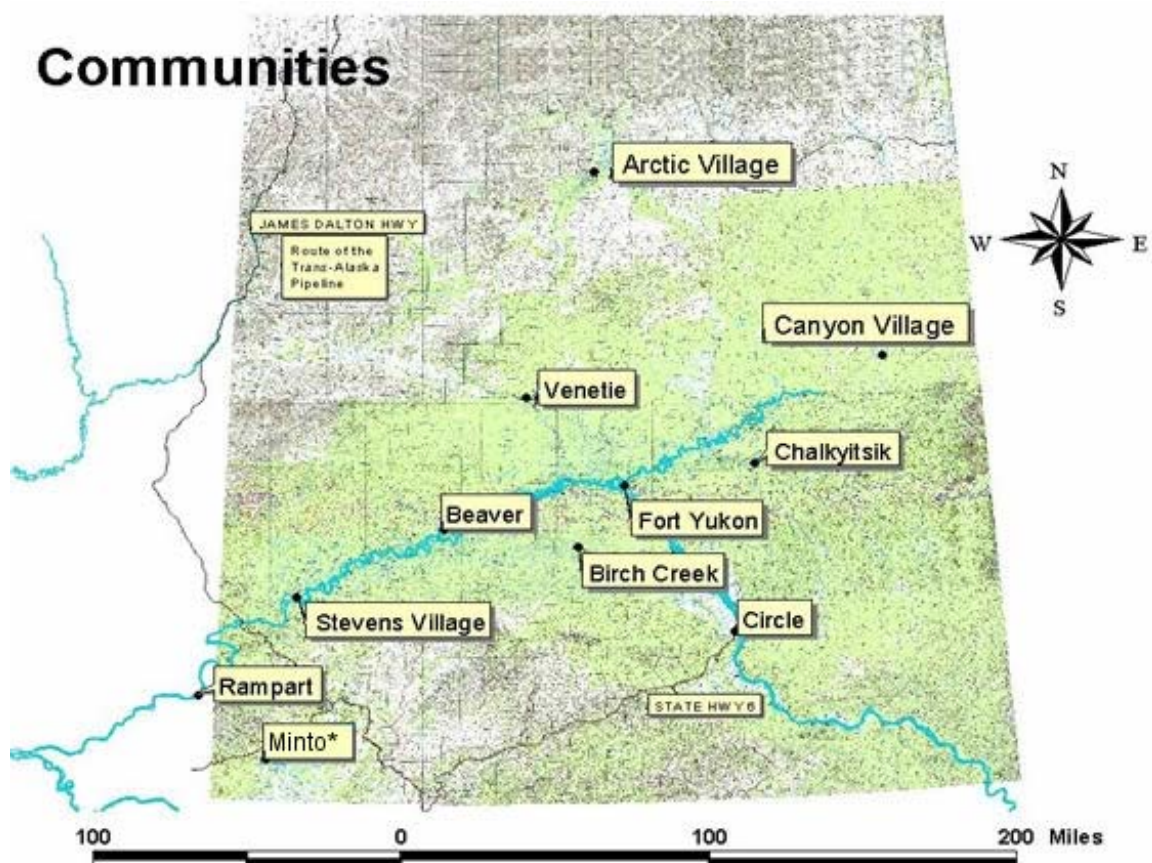 Communities
Arctic Village
N
W
E
S
JAMES DALTON HWY
Route of the
Trans-Alaska
Pipeline
Canyon Village
Venetie
Chalkyitsik
Beaver
Fort Yukon
Birch Creek
Stevens Village
Circle
Rampart
STATE HWY 6
Minto*
100
0
100
200 Miles